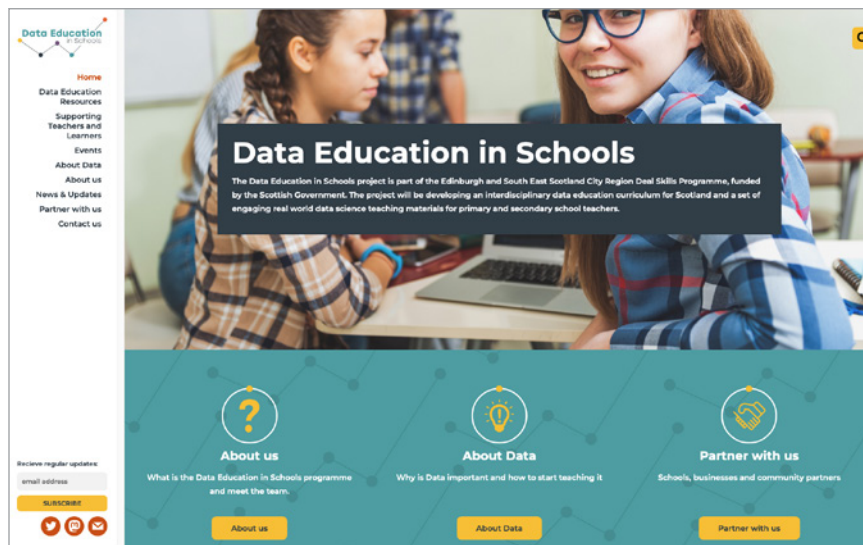 Data Education
in Schools
Home
Data Education
Resources
Supporting
Teachers and
Learners
Events
About Data
About us
News & Updates
Partner with us
Contact us
Data Education in Schools
The Data Education in Schools project is part of the Edinburgh and South East Scotland City Region Deal Skills Programme, funded
by the Scottish Government. The project will be developing an interdisciplinary data education curriculum for Scotland and a set of
engaging real world data science teaching materials for primary and secondary school teachers.
About us
What is the Data Education in Schools programme
and meet the team.
About us
About Data
Why is Data important and how to start teaching it
About Data
Partner with us
Schools, businesses and community partners
Partner with us
Recieve regular updates:
email address
SUBSCRIBE